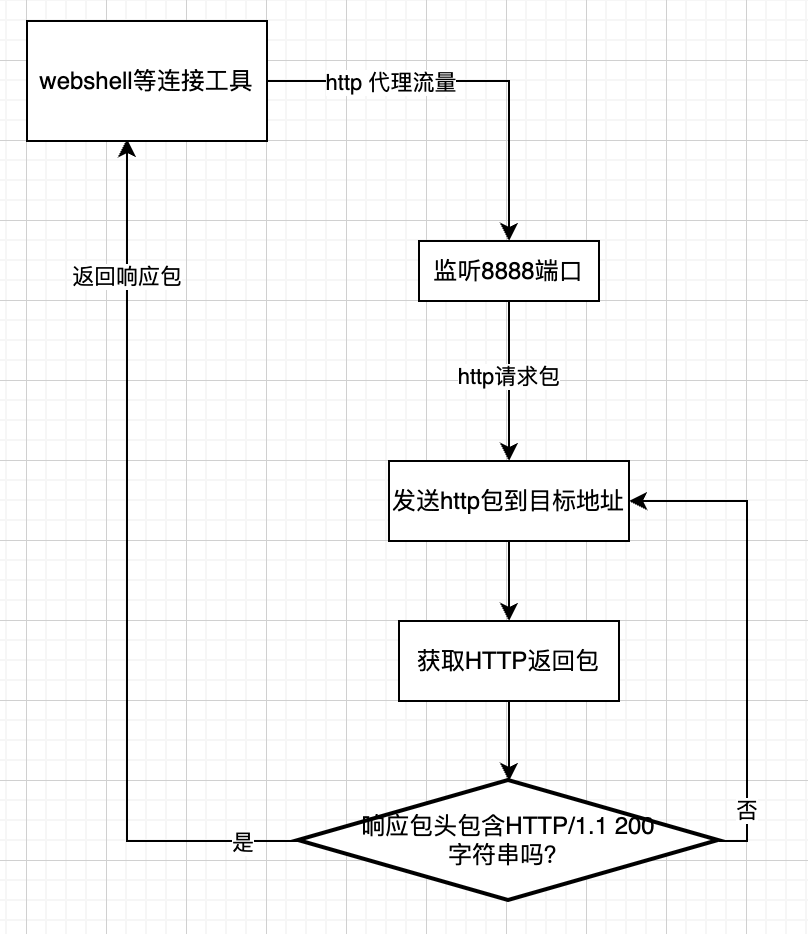 webshell等连接工具
http 代理流量
监听8888端口
返回响应包
http请求包
发送http包到目标地址
获取HTTP返回包
响应包头包含HTTP/1.1 200
字符串吗?
是
否